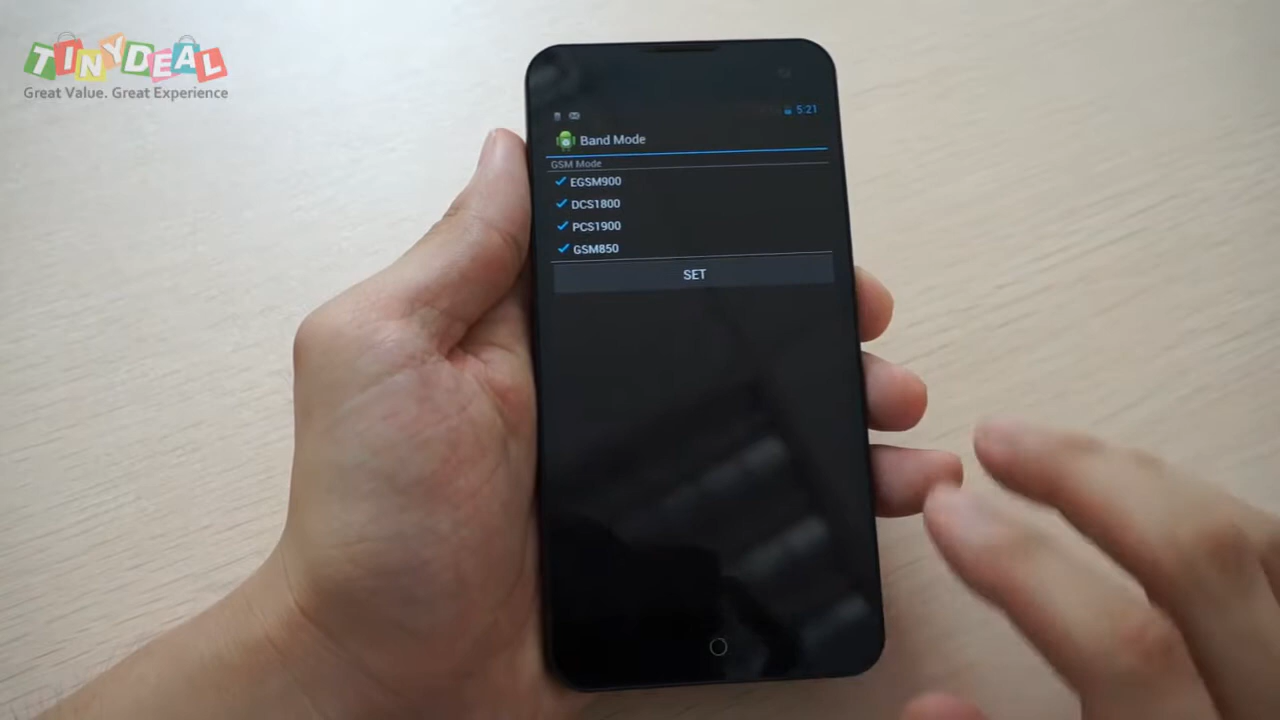 TINYDEAL
Great Value. Great Experience
5:21
Band Mode
GSM Mode
EGSM900
DCS1800
PCS1900
GSM850
SET